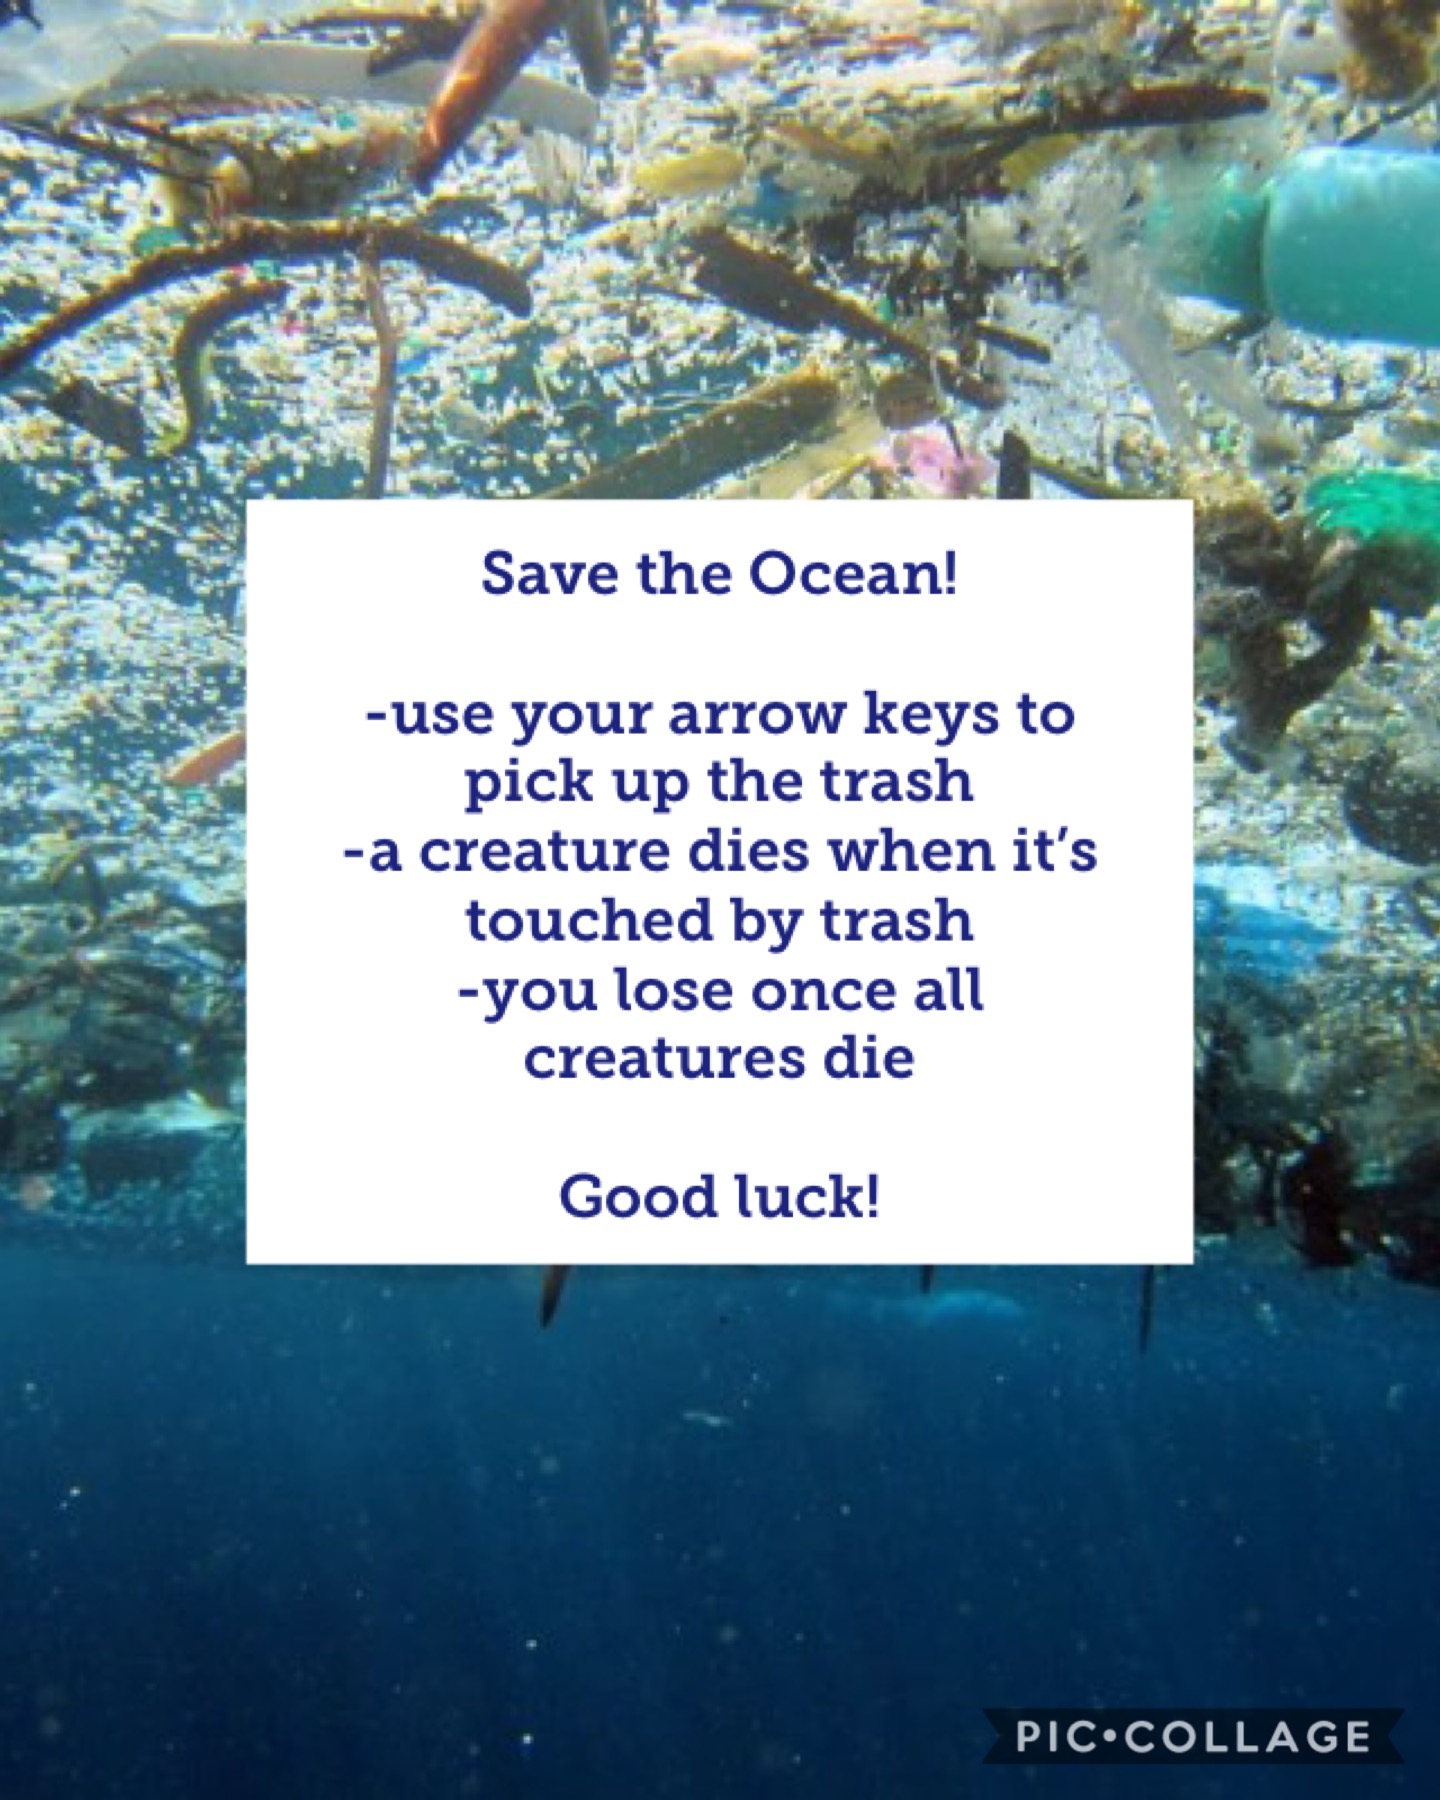 Save the Ocean!
-use your arrow keys to
pick up the trash
-a creature dies when it's
touched by trash
-you lose once all
creatures die
Good luck!
PIC•COLLAGE